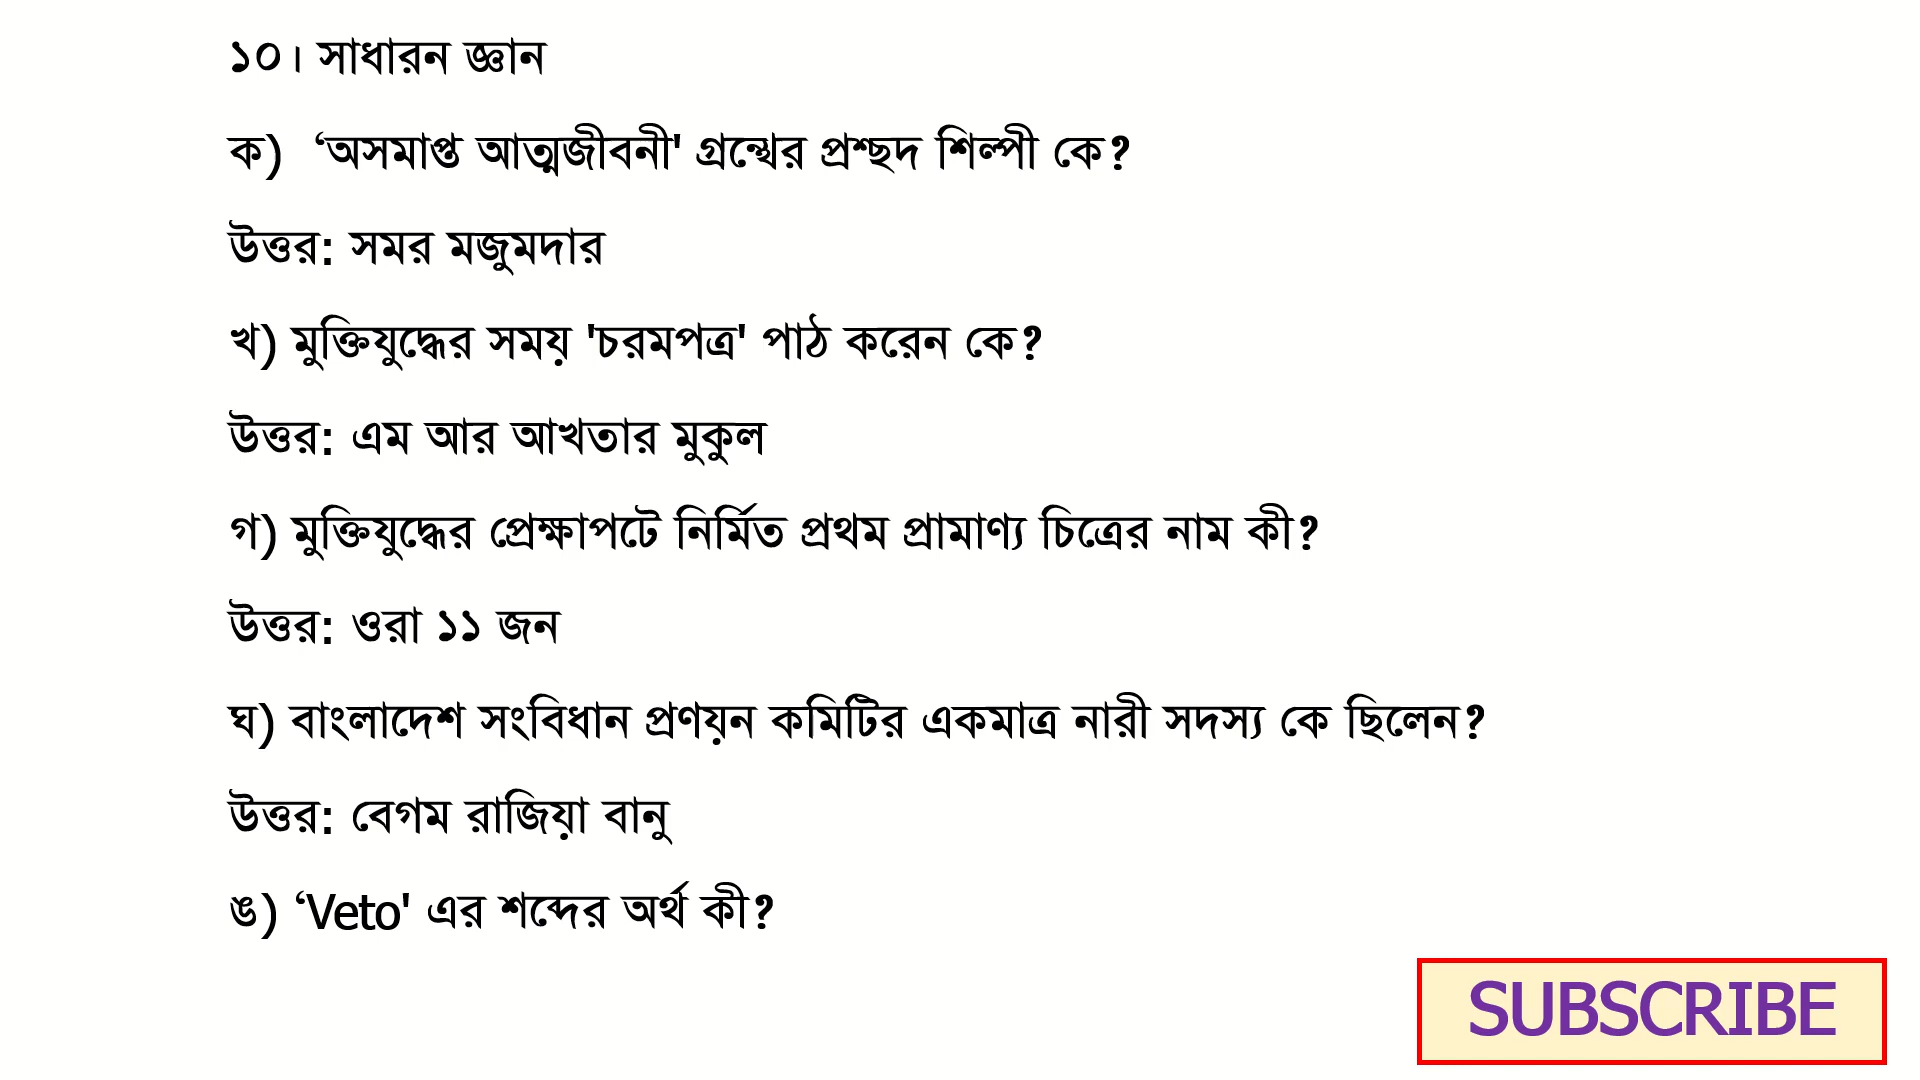 ১০। সাধারন জ্ঞান
ক) ‘অসমাপ্ত আত্মজীবনী' গ্রন্থের প্রশ্ছদ শিল্পী কে?
উত্তর: সমর মজুমদার
খ) মুক্তিযুদ্ধের সময় 'চরমপত্র' পাঠ করেন কে?
উত্তর: এম আর আখতার মুকুল
গ) মুক্তিযুদ্ধের প্রেক্ষাপটে নির্মিত প্রথম প্রামাণ্য চিত্রের নাম কী?
উত্তর: ওরা ১১ জন
ঘ) বাংলাদেশ সংবিধান প্রণয়ন কমিটির একমাত্র নারী সদস্য কে ছিলেন?
উত্তর: বেগম রাজিয়া বানু
ঙ) ‘Veto' এর শব্দের অর্থ কী?
SUBSCRIBE